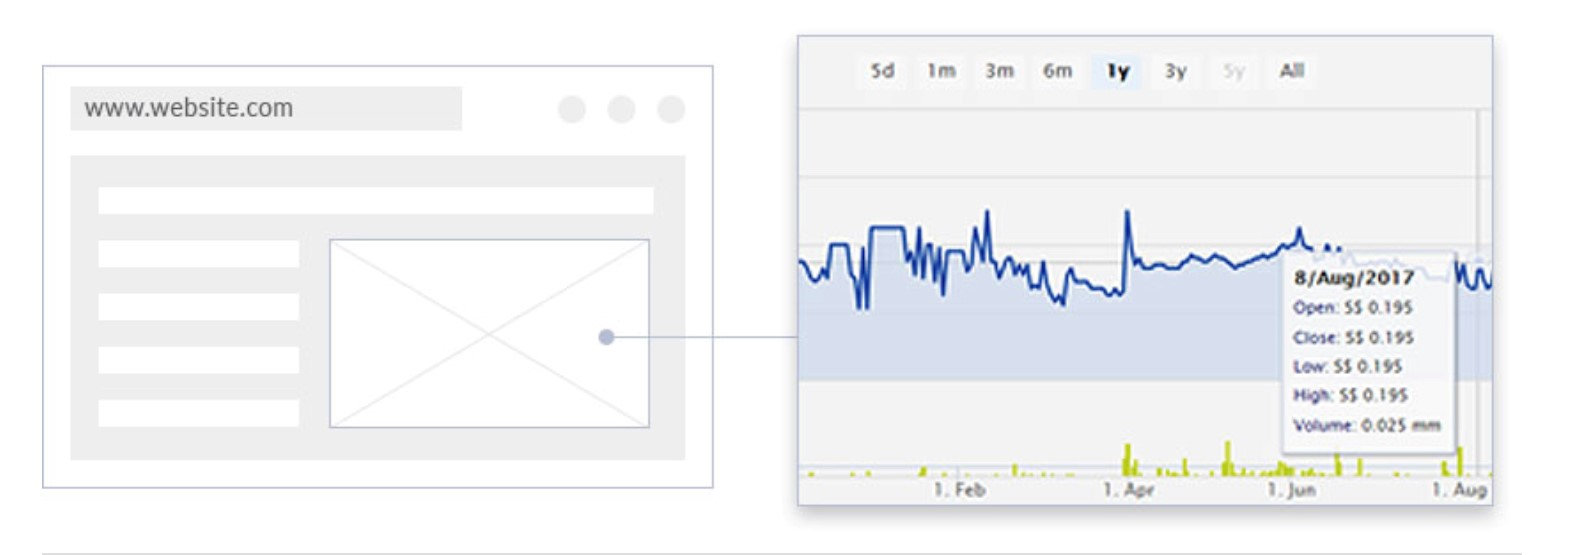 www.website.com
5d 1m 3m 6m 1y 3y 5y All
8/Aug/2017
Open: S$ 0.195
Close: S$ 0.195
Low: S$ 0.195
High: S$ 0.195
Volume: 0.025 mm
1. Feb 1. Apr 1. Jun 1. Aug